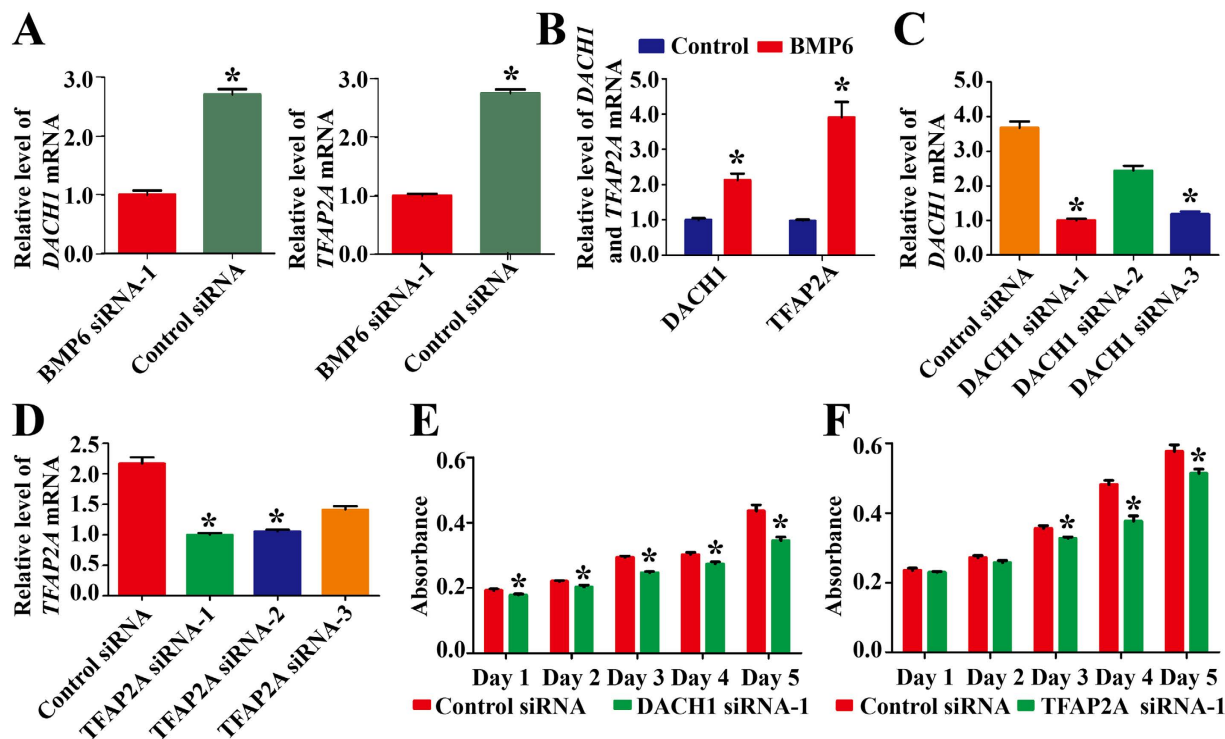 A
Relative level of
DACH1 mRNA
3.0
2.0
1.0
0.0
*
BMP6 siRNA-1
Control siRNA
Relative level of
TFAP2A mRNA
3.0
2.0
1.0
0.0
*
BMP6 siRNA-1
Control siRNA
B
Control
BMP6
Relative level of DACH1
and TFAP2A mRNA
5.0
4.0
3.0
2.0
1.0
0.0
*
*
DACH1
TFAP2A
C
Relative level of
DACH1 mRNA
5.0
4.0
3.0
2.0
1.0
0.0
*
*
Control siRNA
DACH1 siRNA-1
DACH1 siRNA-2
DACH1 siRNA-3
D
Relative level of
TFAP2A mRNA
2.5
2.0
1.5
1.0
0.5
0.0
*
*
Control siRNA
TFAP2A siRNA-1
TFAP2A siRNA-2
TFAP2A siRNA-3
E
Absorbance
0.6
0.4
0.2
0.0
*
*
*
*
*
Day 1 Day 2 Day 3 Day 4 Day 5
Control siRNA DACH1 siRNA-1
F
Absorbance
0.6
0.4
0.2
0.0
*
*
*
Day 1 Day 2 Day 3 Day 4 Day 5
Control siRNA TFAP2A siRNA-1